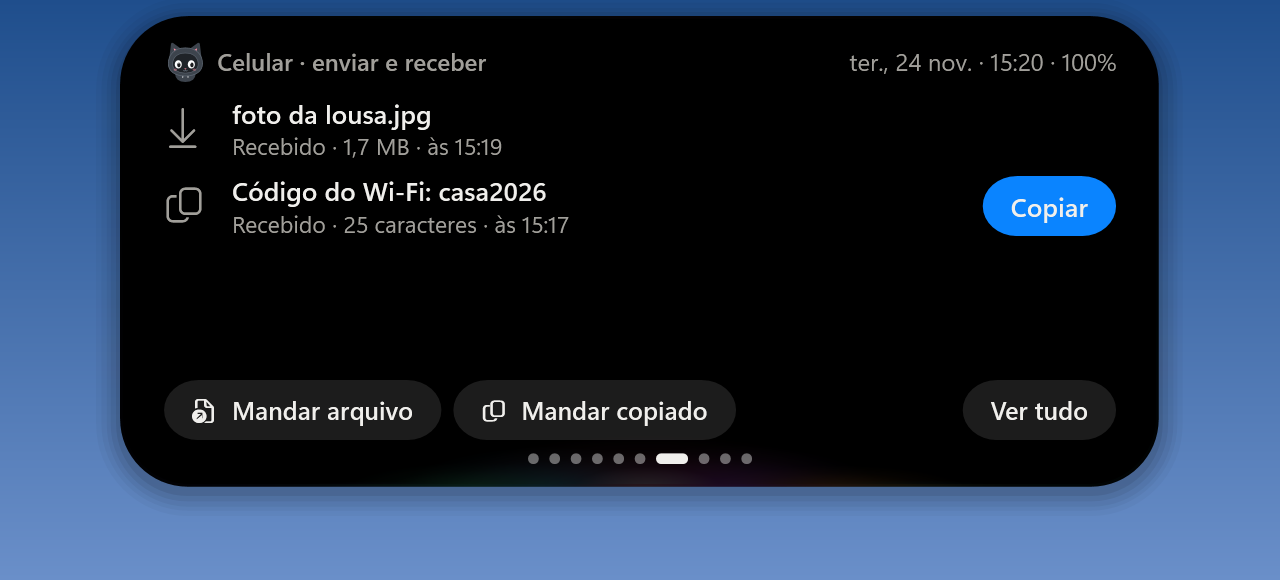 Celular · enviar e receber
ter., 24 nov. · 15:20 · 100%
foto da lousa.jpg
Recebido · 1,7 MB · às 15:19
Código do Wi-Fi: casa2026
Recebido · 25 caracteres · às 15:17
Copiar
Mandar arquivo
Mandar copiado
Ver tudo